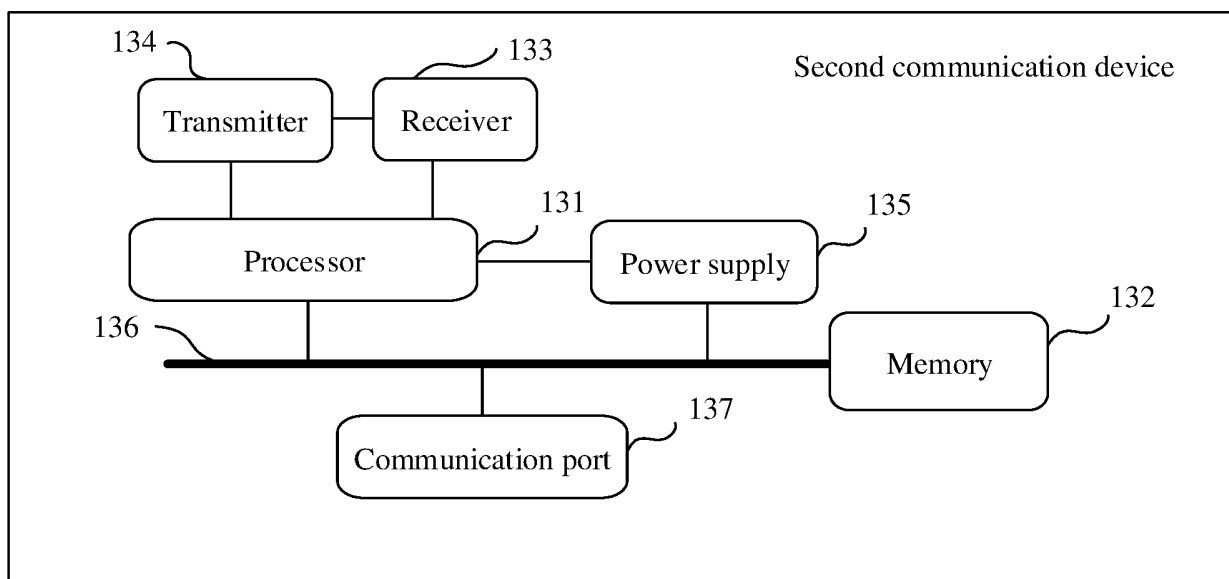 134
133
Second communication device
Transmitter
Receiver
131
135
Processor
Power supply
132
136
Memory
137
Communication port